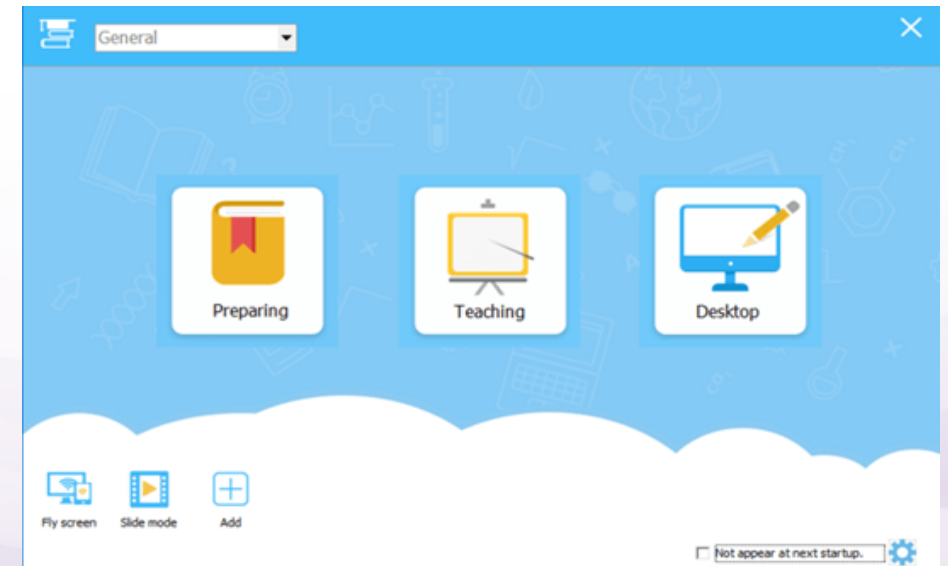 General
Preparing
Teaching
Desktop
Fly screen
Slide mode
Add
Not appear at next startup.